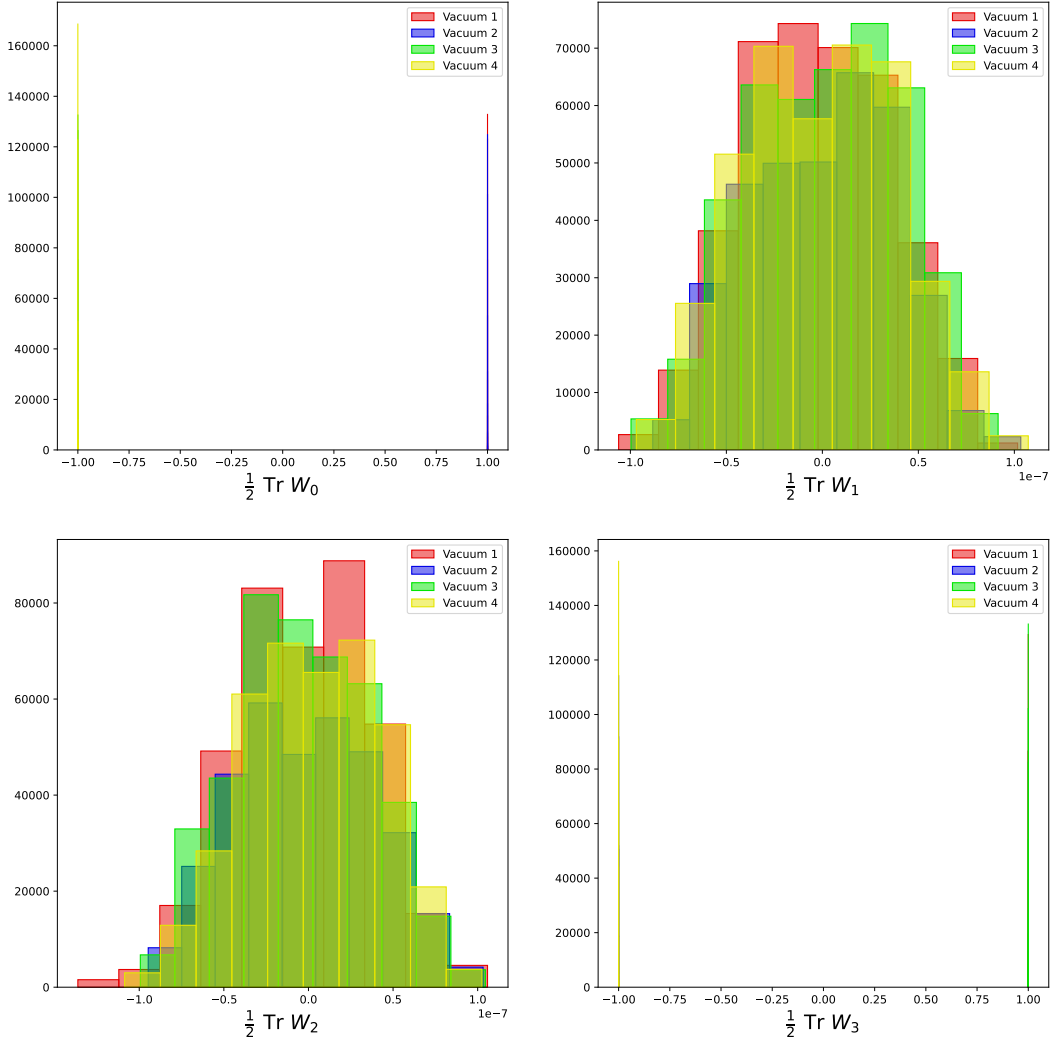 160000
140000
120000
100000
80000
60000
40000
20000
0
−1.00 −0.75 −0.50 −0.25 0.00 0.25 0.50 0.75 1.00
1/2 Tr W_0
Vacuum 1
Vacuum 2
Vacuum 3
Vacuum 4
70000
60000
50000
40000
30000
20000
10000
0
−1.0 −0.5 0.0 0.5 1.0
1e−7
1/2 Tr W_1
Vacuum 1
Vacuum 2
Vacuum 3
Vacuum 4
80000
60000
40000
20000
0
−1.0 −0.5 0.0 0.5 1.0
1e−7
1/2 Tr W_2
Vacuum 1
Vacuum 2
Vacuum 3
Vacuum 4
160000
140000
120000
100000
80000
60000
40000
20000
0
−1.00 −0.75 −0.50 −0.25 0.00 0.25 0.50 0.75 1.00
1/2 Tr W_3
Vacuum 1
Vacuum 2
Vacuum 3
Vacuum 4